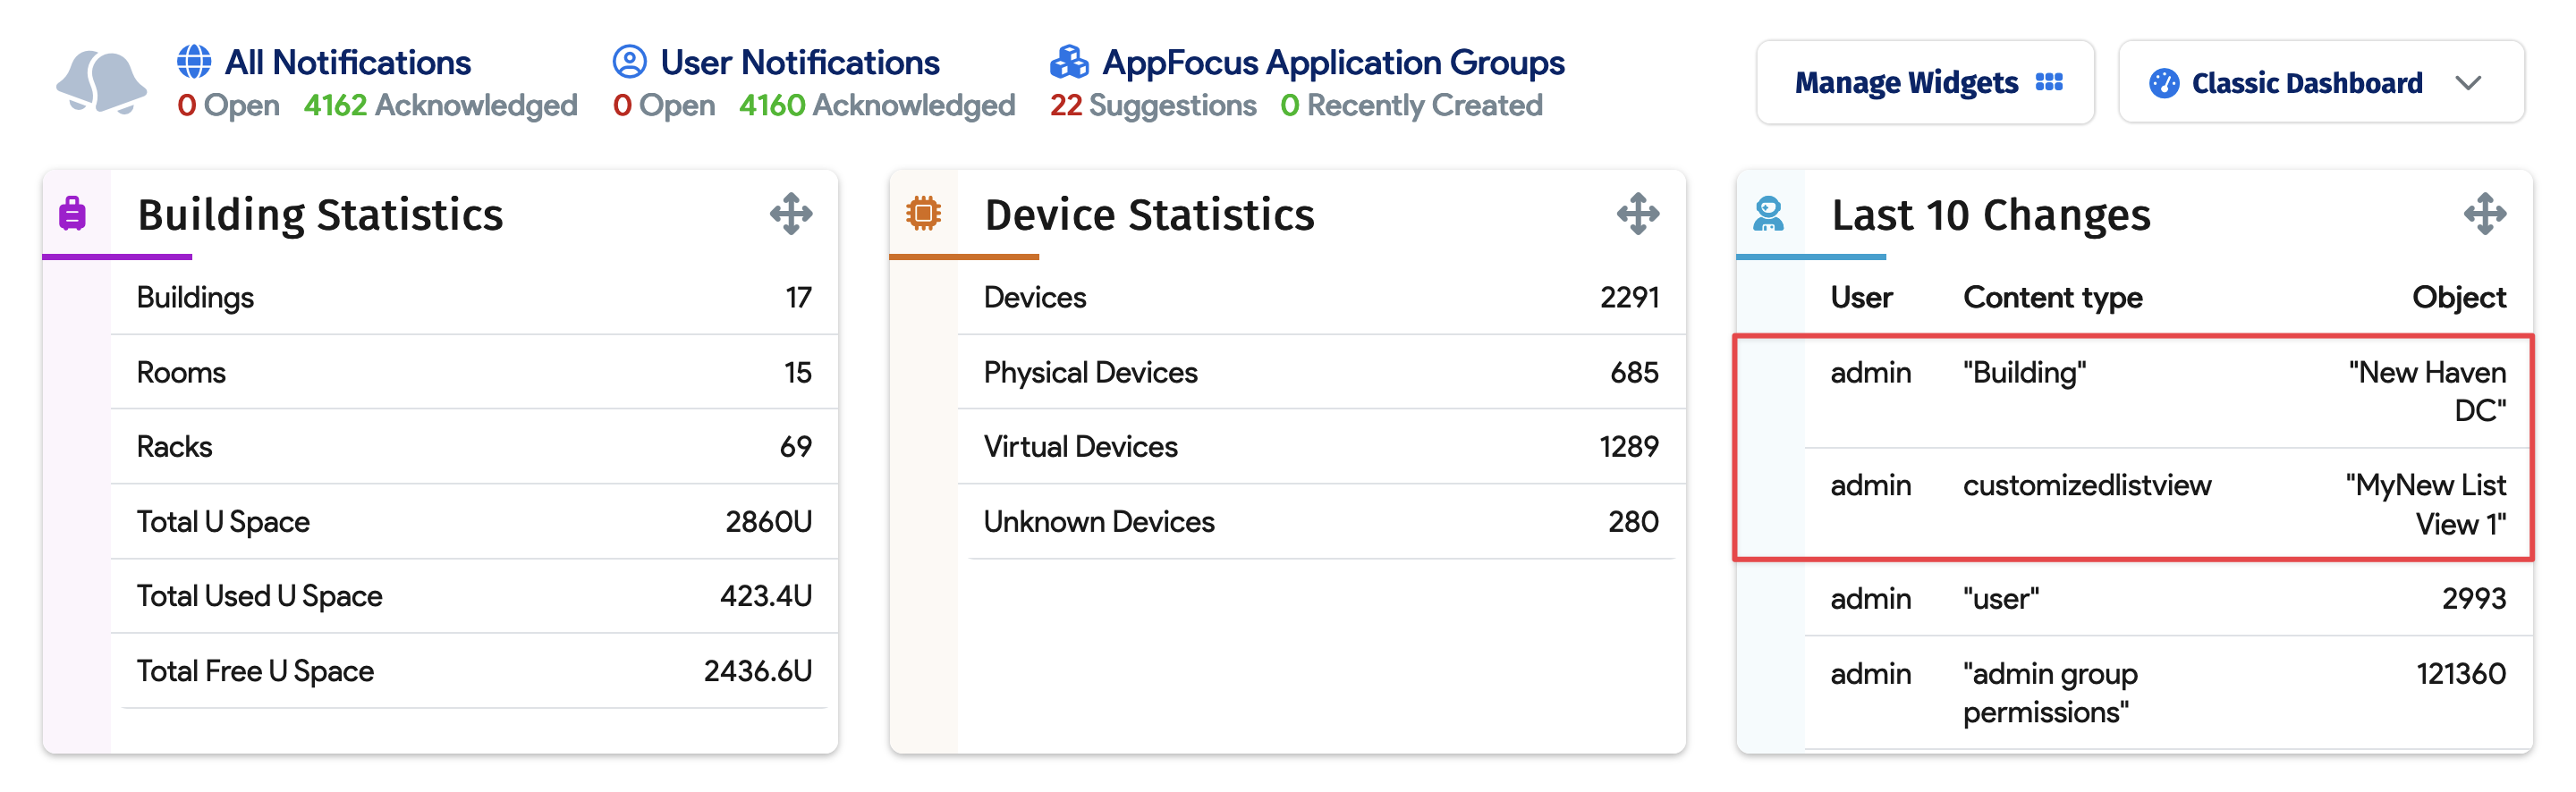 All Notifications
0 Open 4162 Acknowledged
User Notifications
0 Open 4160 Acknowledged
AppFocus Application Groups
22 Suggestions 0 Recently Created
Manage Widgets
Classic Dashboard
Building Statistics
Buildings 17
Rooms 15
Racks 69
Total U Space 2860U
Total Used U Space 423.4U
Total Free U Space 2436.6U
Device Statistics
Devices 2291
Physical Devices 685
Virtual Devices 1289
Unknown Devices 280
Last 10 Changes
User Content type Object
admin "Building" "New Haven
DC"
admin customizedlistview "MyNew List
View 1"
admin "user" 2993
admin "admin group 121360
permissions"